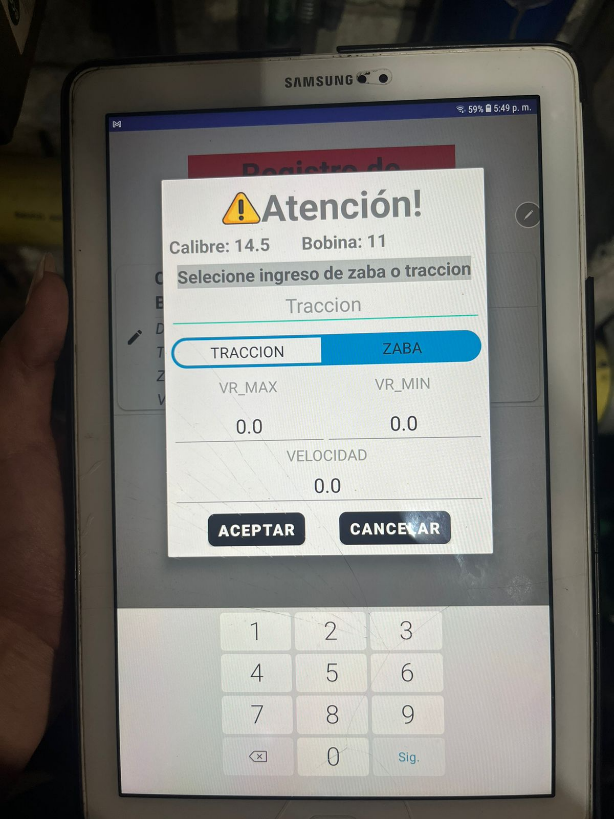 SAMSUNG
59% 5:49 p. m.
Registro de
Atención!
Calibre: 14.5 Bobina: 11
Selecione ingreso de zaba o traccion
Traccion
TRACCION ZABA
VR_MAX VR_MIN
0.0 0.0
VELOCIDAD
0.0
ACEPTAR CANCELAR
1 2 3
4 5 6
7 8 9
0 Sig.